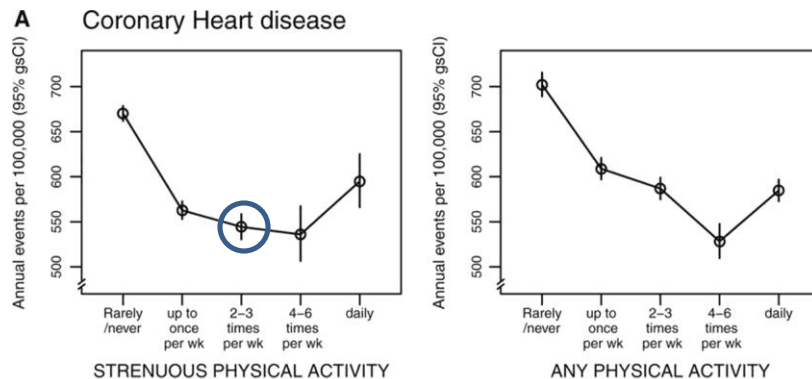 A Coronary Heart disease
Annual events per 100,000 (95% gsCI)
700
650
600
550
500
Rarely
/never
up to
once
per wk
2–3
times
per wk
4–6
times
per wk
daily
STRENUOUS PHYSICAL ACTIVITY
Annual events per 100,000 (95% gsCI)
700
650
600
550
500
Rarely
/never
up to
once
per wk
2–3
times
per wk
4–6
times
per wk
daily
ANY PHYSICAL ACTIVITY